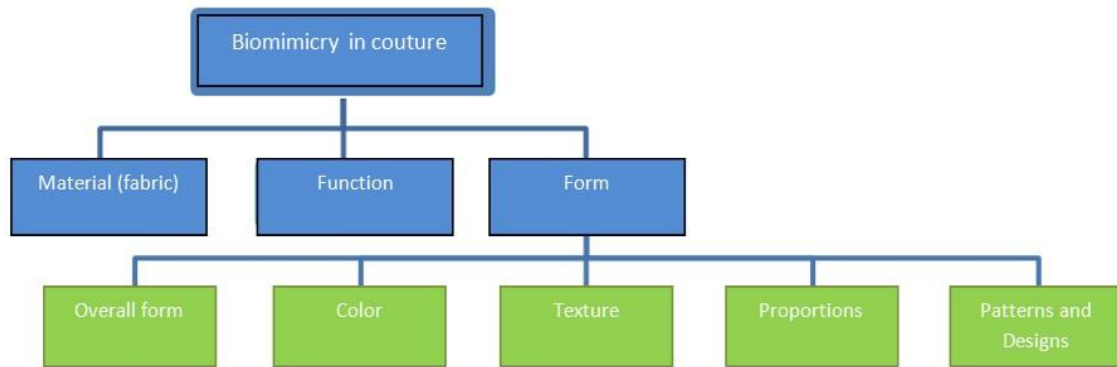 Biomimicry in couture
Material (fabric)
Function
Form
Overall form
Color
Texture
Proportions
Patterns and
Designs